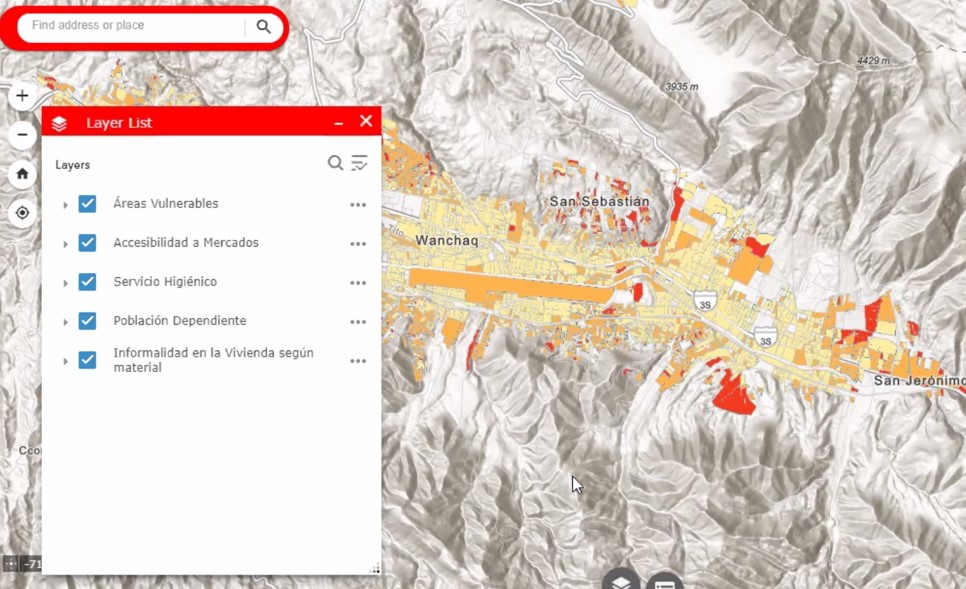 Find address or place
4429 m
3935 m
Layer List
Layers
Áreas Vulnerables
San Sebastián
Wanchaq
Accesibilidad a Mercados
Servicio Higiénico
3S
Población Dependiente
3S
Informalidad en la Vivienda según
material
San Jerónimo
-71